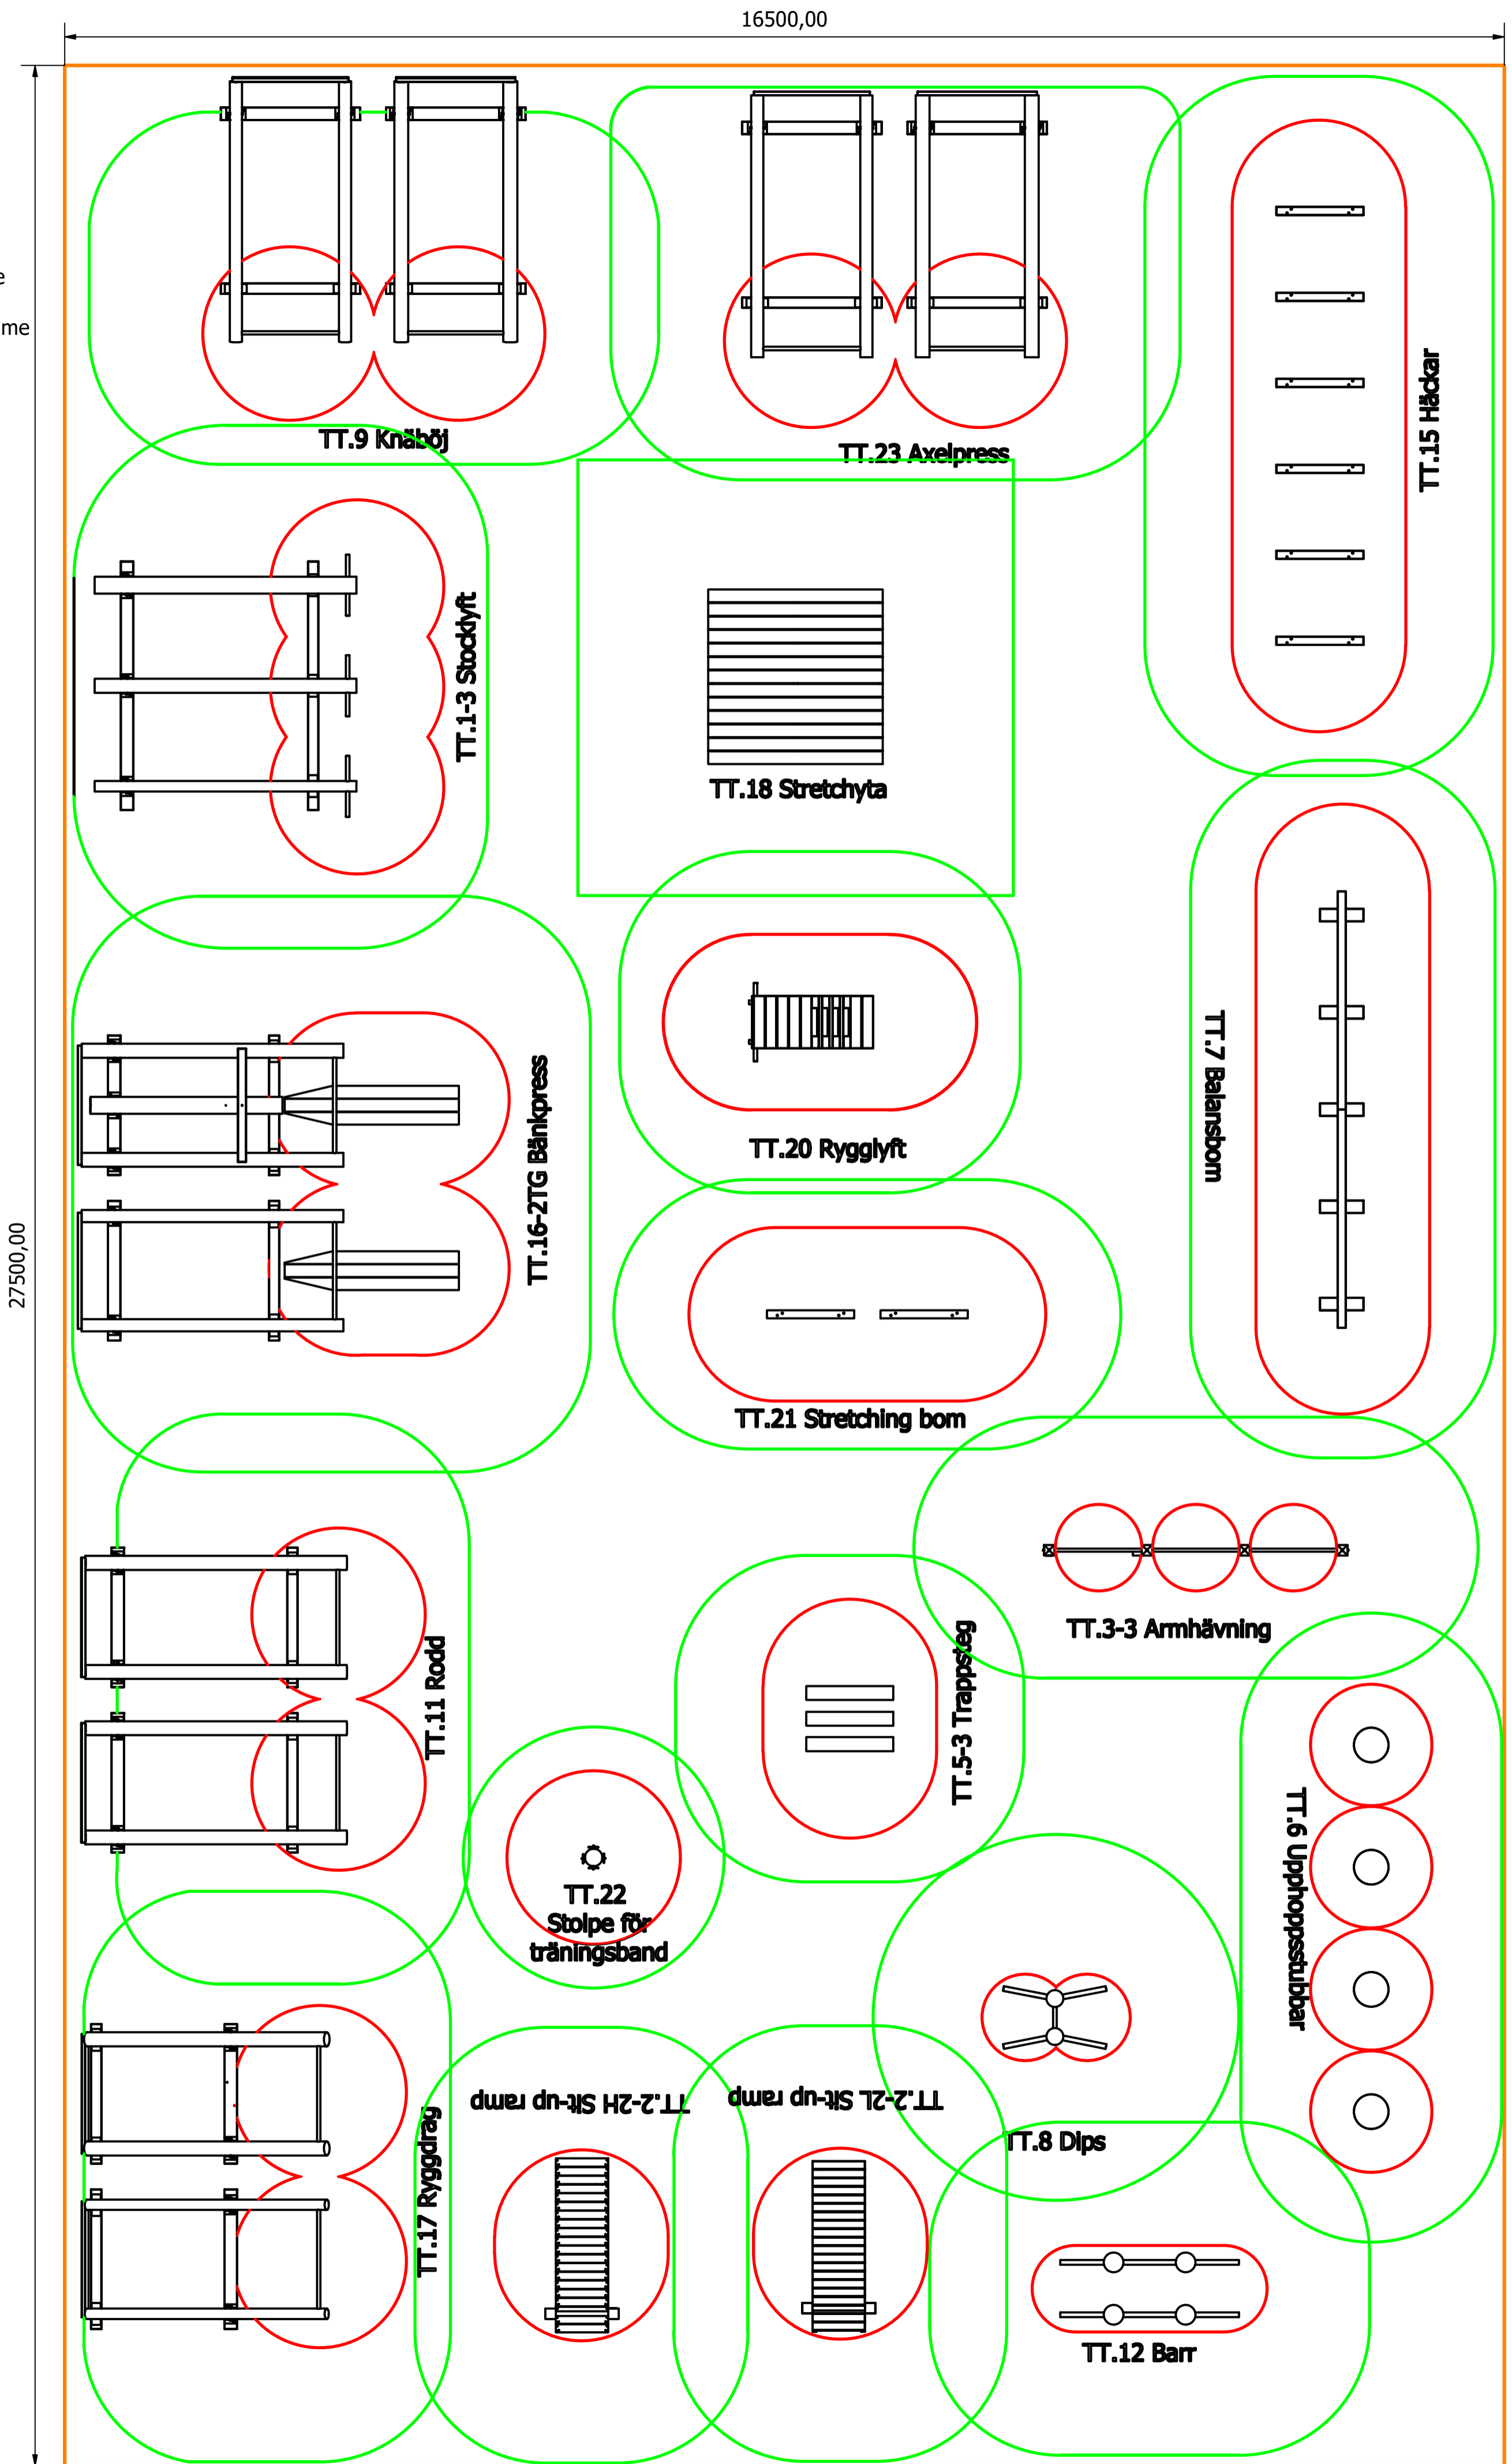 16500,00
e
me
TT.9 Knäböj
TT.23 Axelpress
TT.15 Häckar
TT.1-3 Stocklyft
TT.18 Stretchyta
TT.7 Balansbom
TT.16-2TG Bänkpress
TT.20 Rygglyft
27500,00
TT.21 Stretching bom
TT.3-3 Armhävning
TT.11 Rodd
TT.5-3 Trappsteg
TT.6 Upphoppsstubbar
TT.22
Stolpe för
träningsband
TT.2-2H Sit-up ramp
TT.2-2L Sit-up ramp
TT.8 Dips
TT.17 Ryggdrag
TT.12 Barr